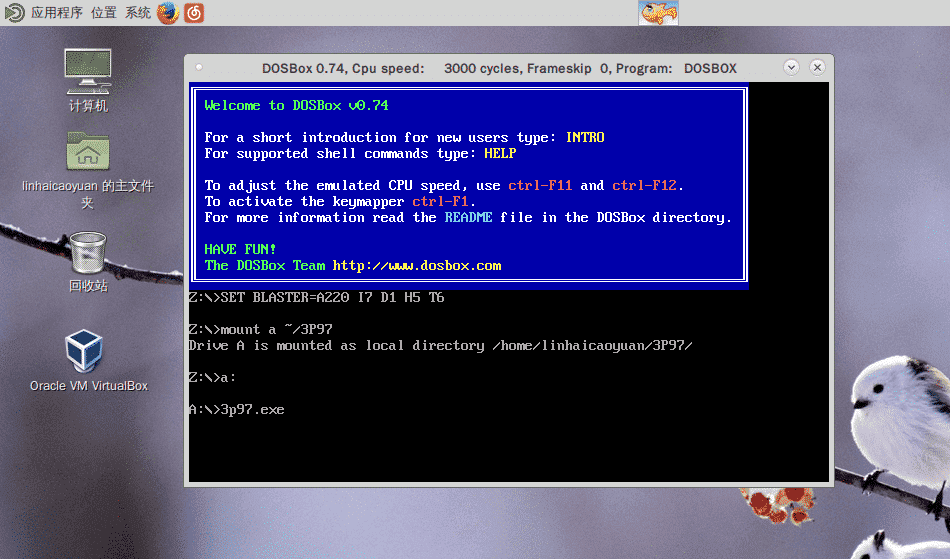 应用程序 位置 系统
计算机
linhaicaoyuan 的主文件
夹
回收站
Oracle VM VirtualBox
DOSBox 0.74, Cpu speed: 3000 cycles, Frameskip 0, Program: DOSBOX
Welcome to DOSBox v0.74
For a short introduction for new users type: INTRO
For supported shell commands type: HELP
To adjust the emulated CPU speed, use ctrl-F11 and ctrl-F12.
To activate the keymapper ctrl-F1.
For more information read the README file in the DOSBox directory.
HAVE FUN!
The DOSBox Team http://www.dosbox.com
Z:\>SET BLASTER=A220 I7 D1 H5 T6
Z:\>mount a ~/3P97
Drive A is mounted as local directory /home/linhaicaoyuan/3P97/
Z:\>a:
A:\>3p97.exe